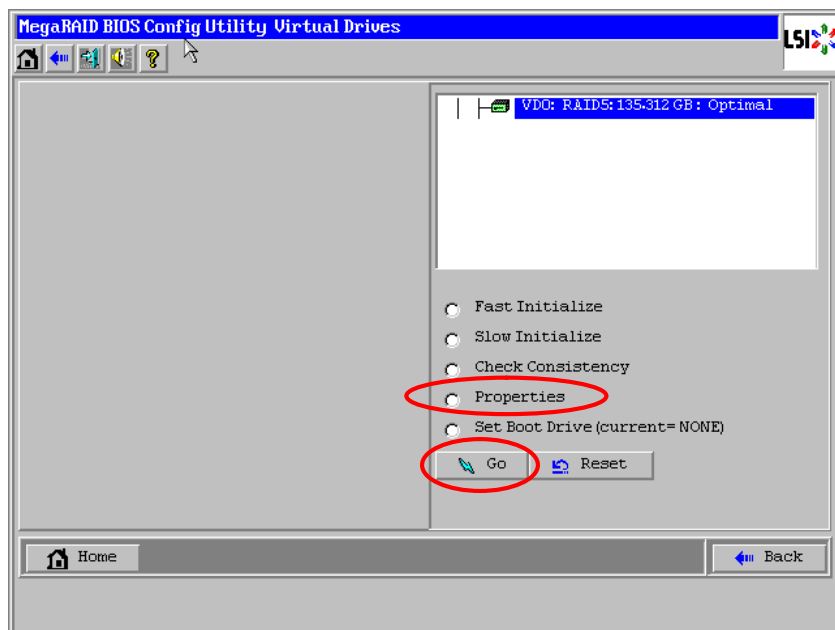 MegaRAID BIOS Config Utility Virtual Drives
LSI
VD0: RAID5: 135.312 GB: Optimal
Fast Initialize
Slow Initialize
Check Consistency
Properties
Set Boot Drive (current= NONE)
Go
Reset
Home
Back